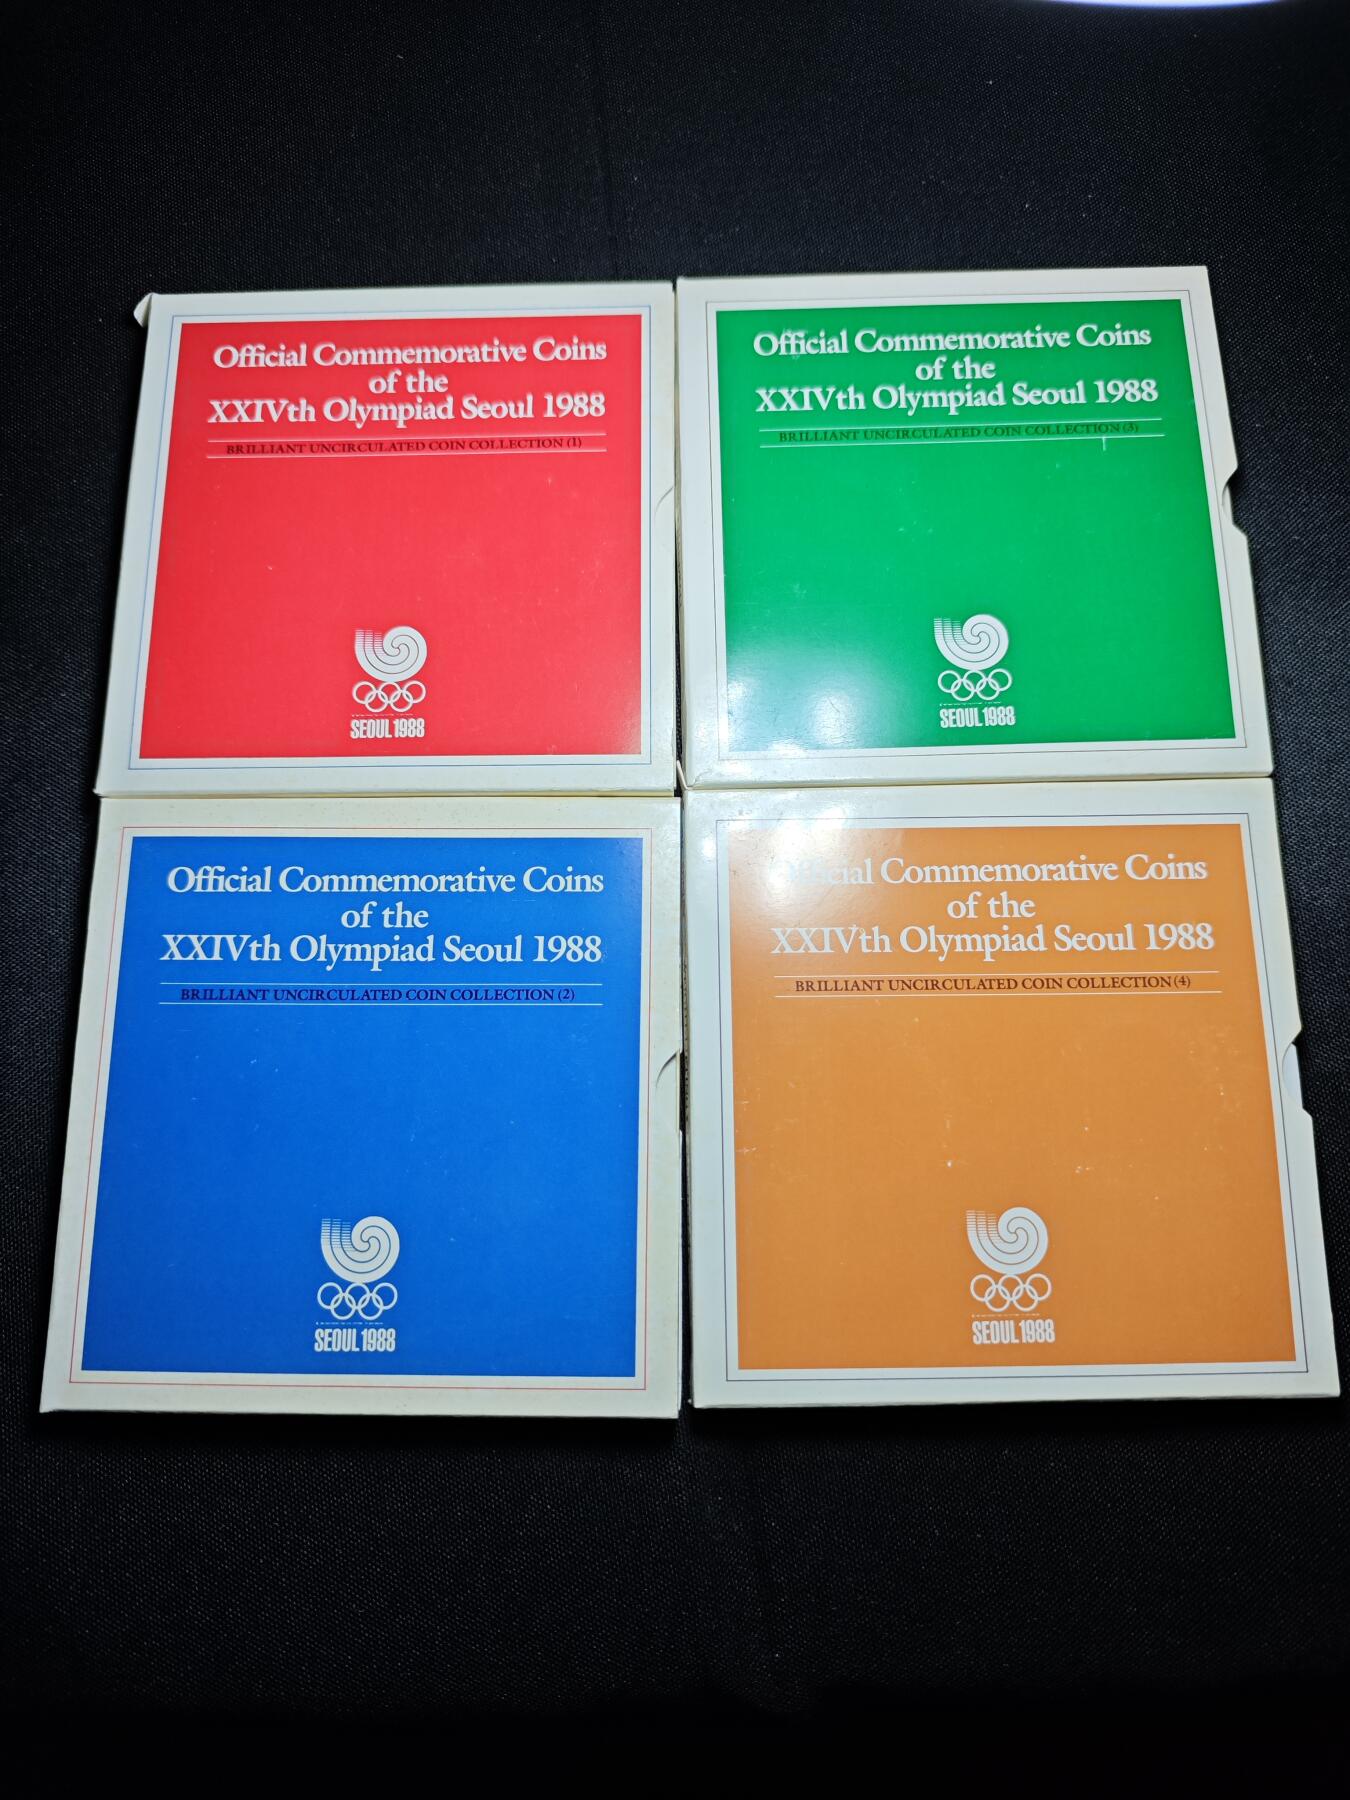 Official Commemorative Coins
of the
XXIVth Olympiad Seoul 1988
BRILLIANT UNCIRCULATED COIN COLLECTION (1)
SEOUL 1988
Official Commemorative Coins
of the
XXIVth Olympiad Seoul 1988
BRILLIANT UNCIRCULATED COIN COLLECTION (3)
SEOUL 1988
Official Commemorative Coins
of the
XXIVth Olympiad Seoul 1988
BRILLIANT UNCIRCULATED COIN COLLECTION (2)
SEOUL 1988
Official Commemorative Coins
of the
XXIVth Olympiad Seoul 1988
BRILLIANT UNCIRCULATED COIN COLLECTION (4)
SEOUL 1988